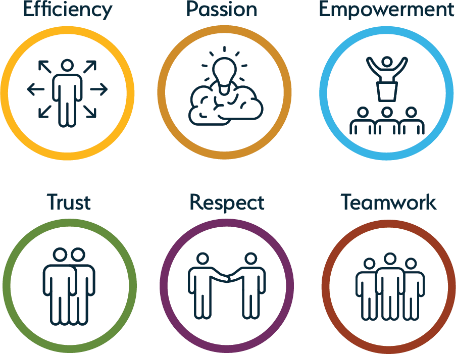 Efficiency
Passion
Empowerment
Trust
Respect
Teamwork